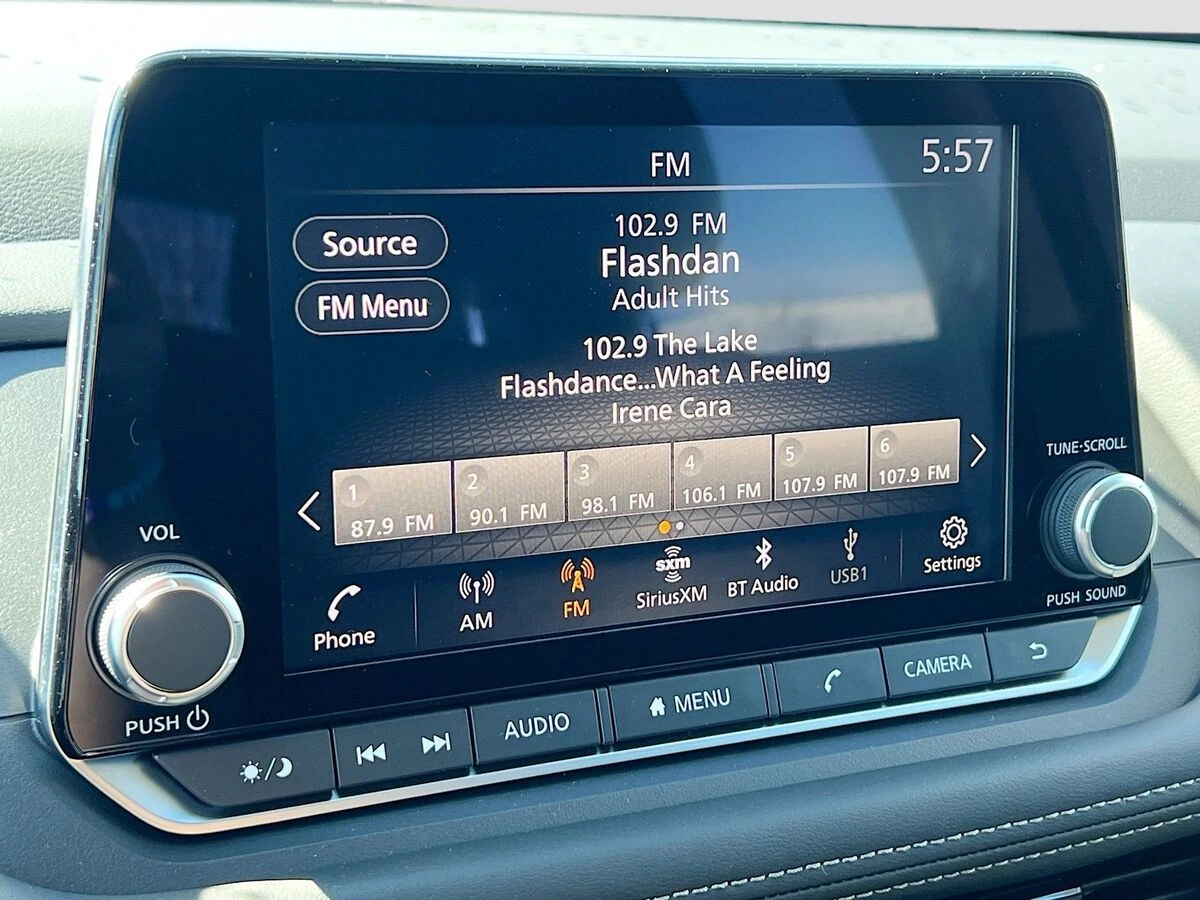 FM
5:57
Source
FM Menu
102.9 FM
Flashdan
Adult Hits
102.9 The Lake
Flashdance...What A Feeling
Irene Cara
1
87.9 FM
2
90.1 FM
3
98.1 FM
4
106.1 FM
5
107.9 FM
6
107.9 FM
Phone
AM
FM
sxm
SiriusXM
BT Audio
USB1
Settings
VOL
PUSH
TUNE·SCROLL
PUSH SOUND
AUDIO
MENU
CAMERA